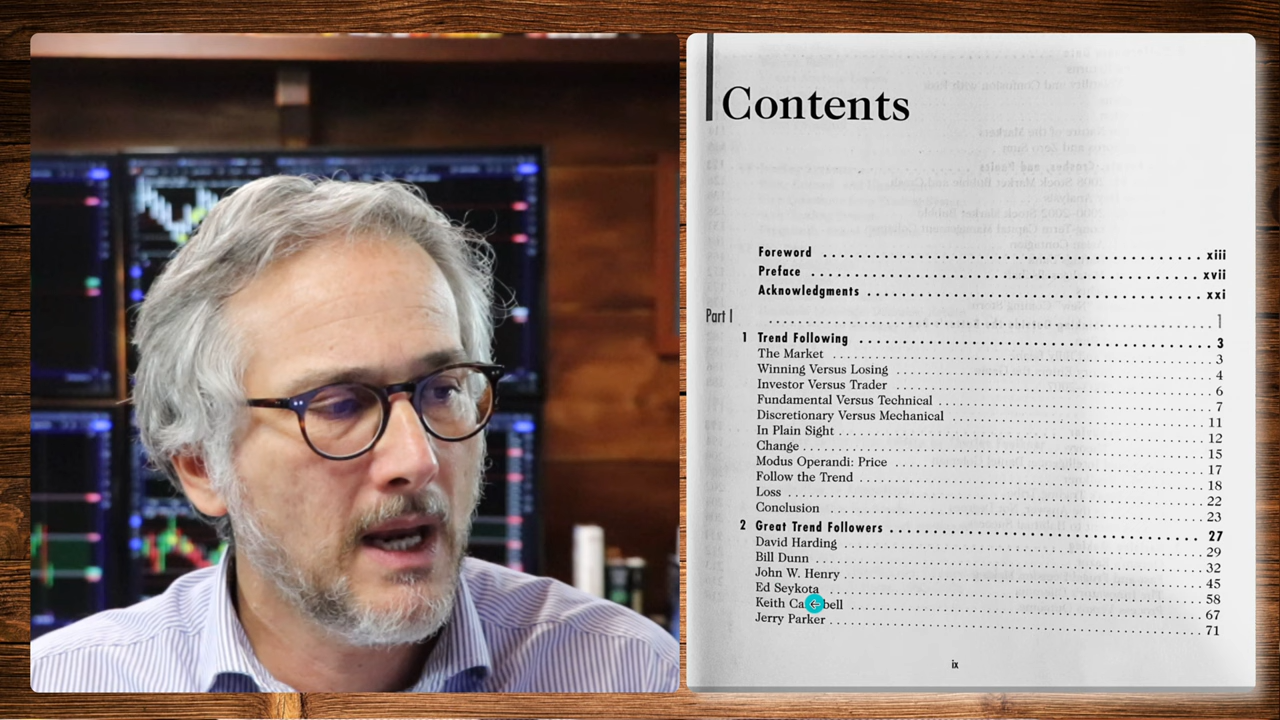 Contents
Foreword . . . . . xiii
Preface . . . . . xvii
Acknowledgments . . . . . xxi
Part I . . . . . 1
1 Trend Following . . . . . 3
The Market . . . . . 3
Winning Versus Losing . . . . . 4
Investor Versus Trader . . . . . 6
Fundamental Versus Technical . . . . . 7
Discretionary Versus Mechanical . . . . . 11
In Plain Sight . . . . . 12
Change . . . . . 15
Modus Operandi: Price . . . . . 17
Follow the Trend . . . . . 18
Loss . . . . . 22
Conclusion . . . . . 23
2 Great Trend Followers . . . . . 27
David Harding . . . . . 29
Bill Dunn . . . . . 32
John W. Henry . . . . . 45
Ed Seykota . . . . . 58
Keith Campbell . . . . . 67
Jerry Parker . . . . . 71
ix